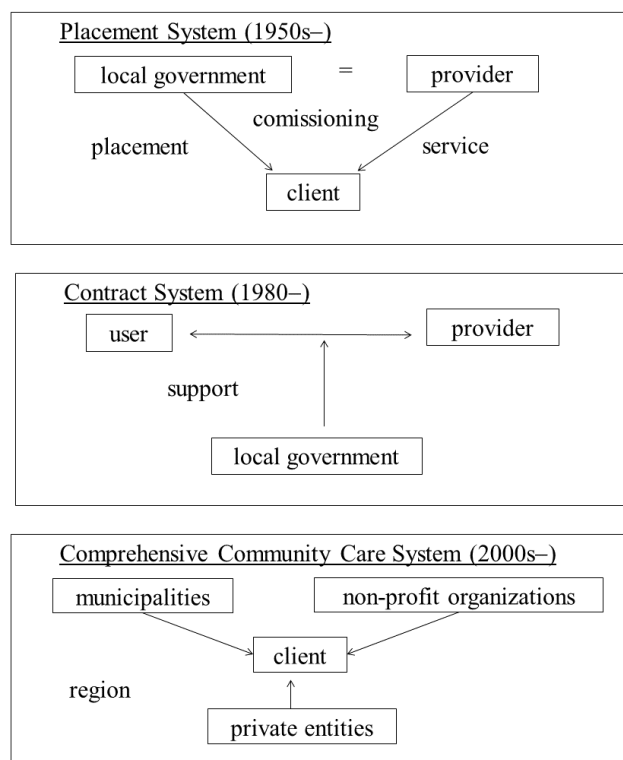 Placement System (1950s–)
local government = provider
comissioning
placement
service
client
Contract System (1980–)
user
provider
support
local government
Comprehensive Community Care System (2000s–)
municipalities
non-profit organizations
client
region
private entities